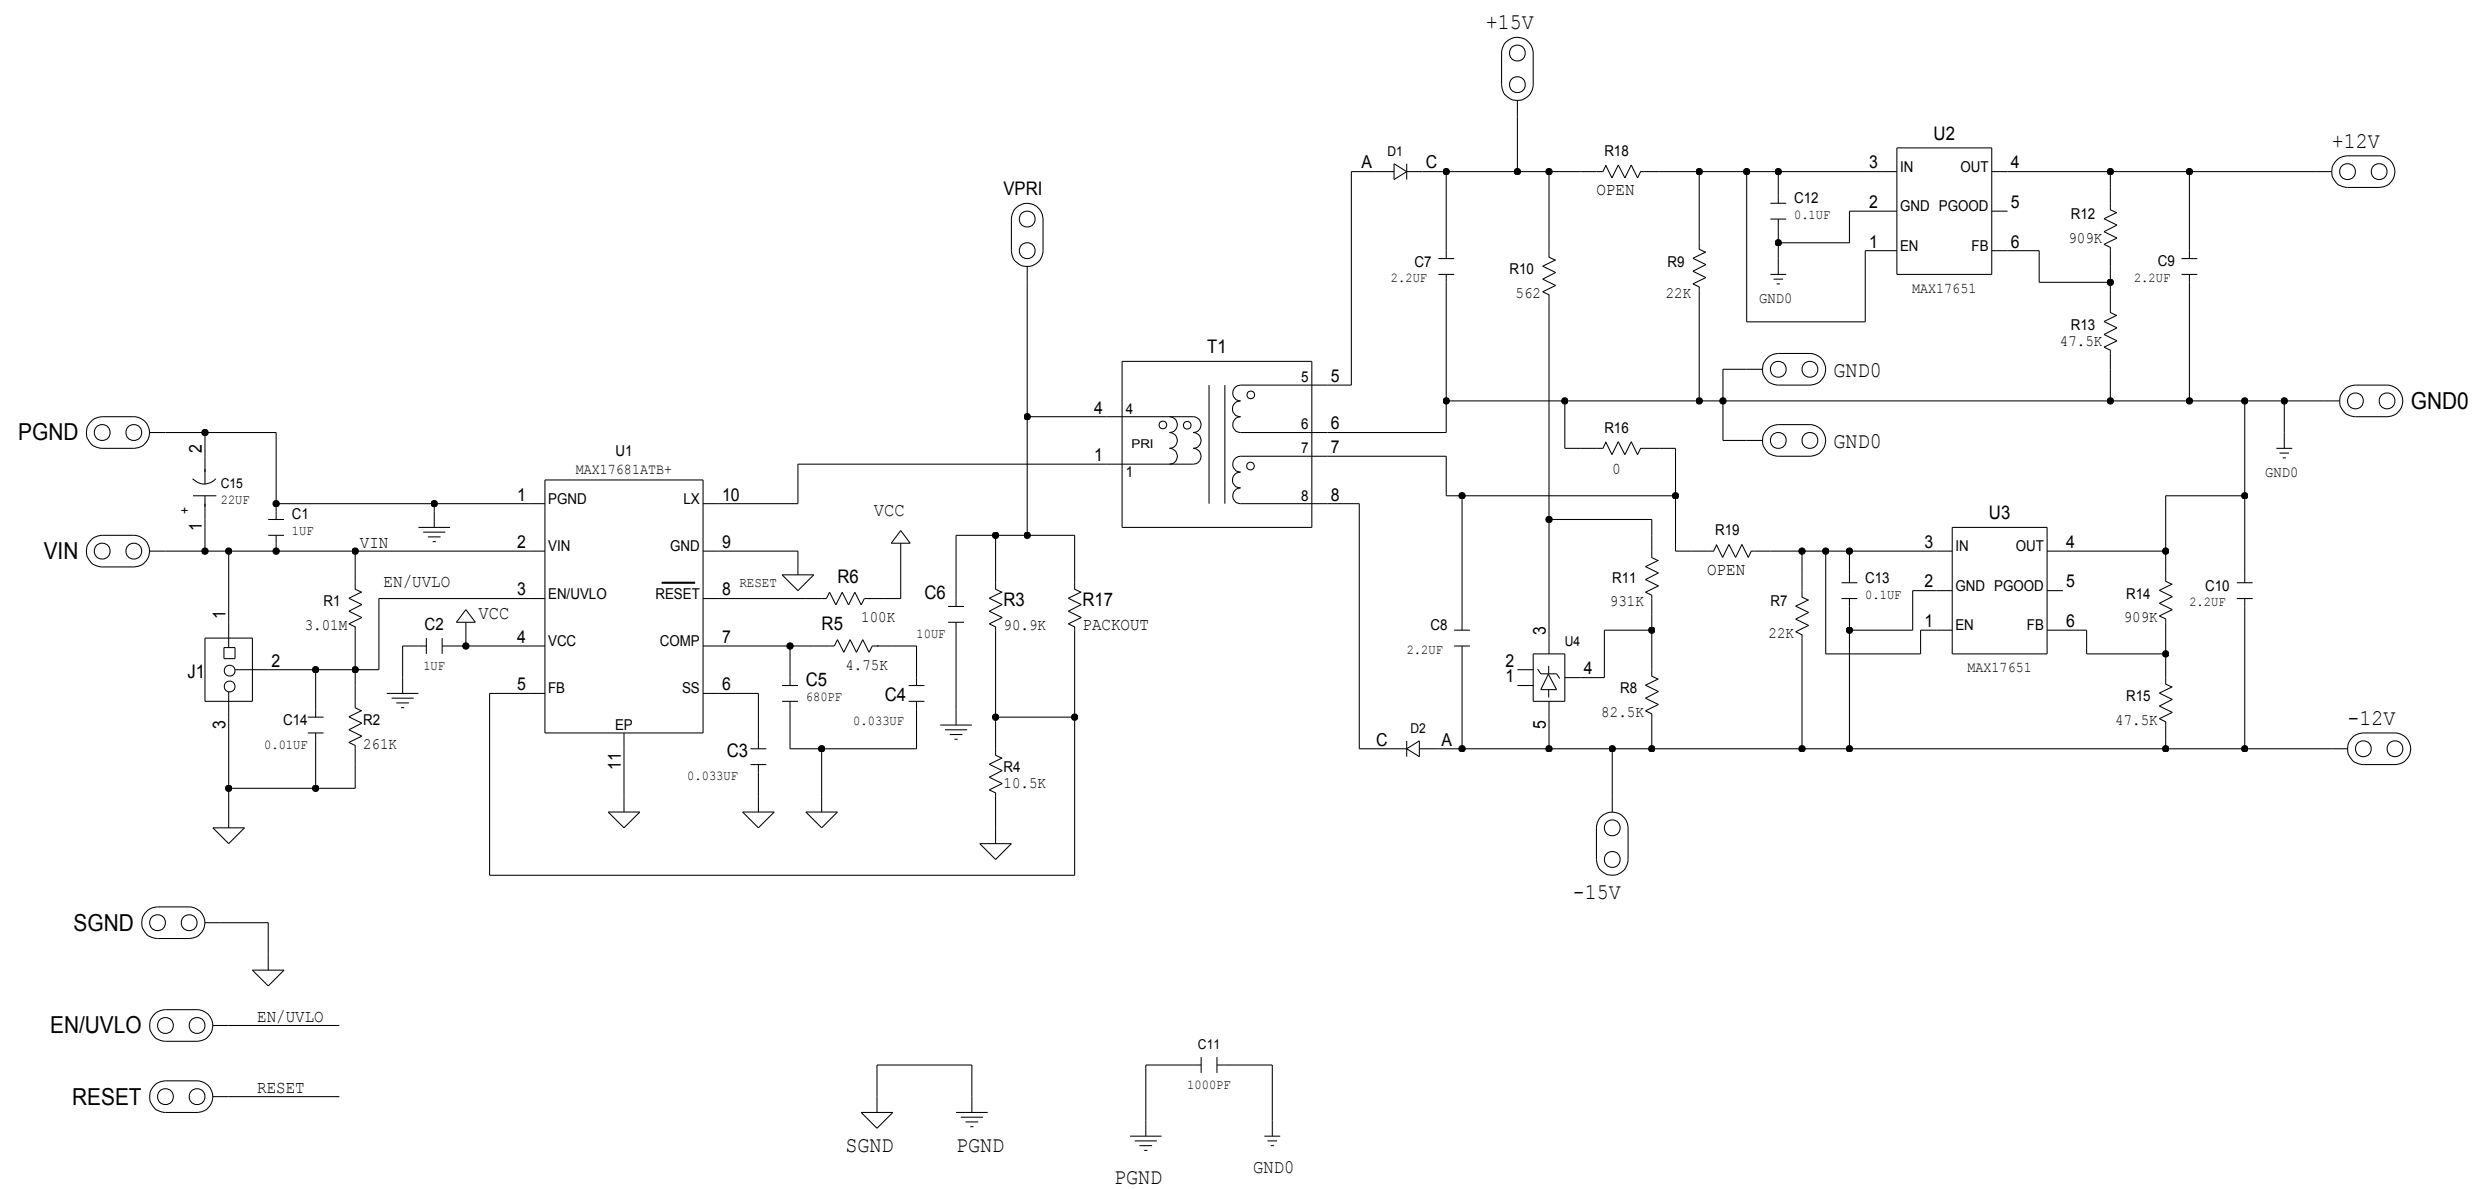 +15V
D1
A C
R18
OPEN
U2
+12V
3 IN OUT 4
C12
0.1UF
2 GND PGOOD 5
1 EN FB 6
MAX17651
R12
909K
C9
2.2UF
R13
47.5K
C7
2.2UF
R10
562
R9
22K
GND0
VPRI
T1
GND0
GND0
GND0
GND0
5 5
6 6
7 7
8 8
4 4
PRI
1 1
R16
0
PGND
2
C15
22UF
+
1
C1
1UF
VIN
VIN
U1
MAX17681ATB+
1 PGND LX 10
2 VIN GND 9
3 EN/UVLO RESET 8
4 VCC COMP 7
5 FB SS 6
EP
11
EN/UVLO
RESET
VCC
R6
100K
R1
3.01M
C2
1UF
VCC
R5
4.75K
C5
680PF
C4
0.033UF
C3
0.033UF
1
J1
2
3
C14
0.01UF
R2
261K
C6
10UF
R3
90.9K
R17
PACKOUT
R4
10.5K
R19
OPEN
U3
3 IN OUT 4
C13
0.1UF
2 GND PGOOD 5
1 EN FB 6
MAX17651
R14
909K
C10
2.2UF
R15
47.5K
R7
22K
R11
931K
C8
2.2UF
3
U4
2
1
4
5
R8
82.5K
D2
C A
-12V
-15V
SGND
EN/UVLO
EN/UVLO
RESET
RESET
SGND
PGND
C11
1000PF
PGND
GND0